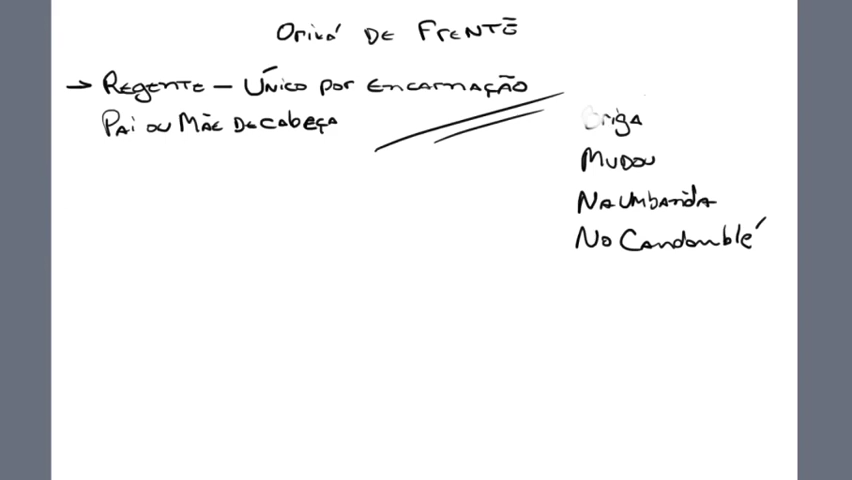 Orixá DE FRENTE
→ REGENTE – Único por ENCARNAÇÃO
PAi ou MÃE DE CABEÇA
Briga
MUDOU
NA UMbANdA
No Candomblé